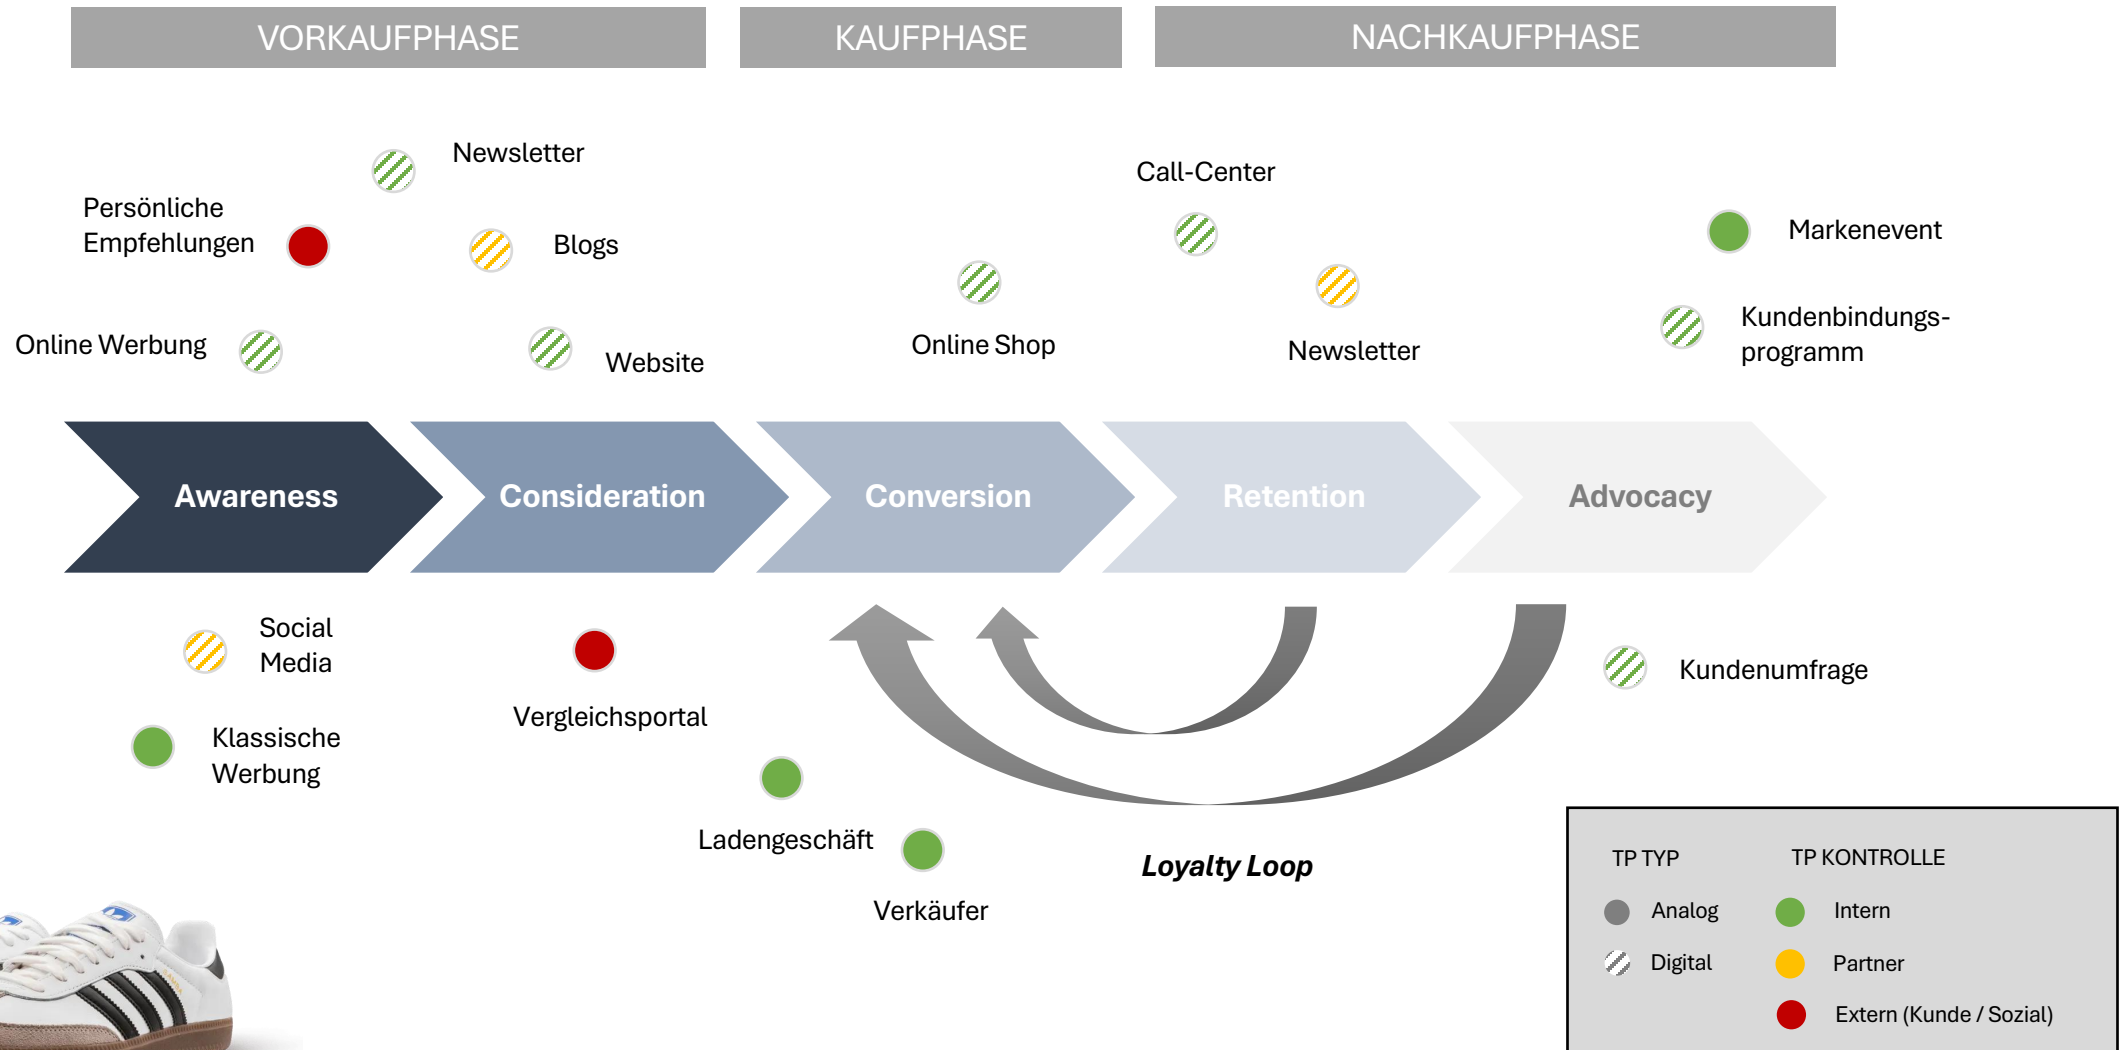 VORKAUFPHASE
KAUFPHASE
NACHKAUFPHASE
Newsletter
Persönliche
Empfehlungen
Blogs
Online Werbung
Website
Online Shop
Call-Center
Newsletter
Markenevent
Kundenbindungs-
programm
Awareness
Consideration
Conversion
Retention
Advocacy
Social
Media
Klassische
Werbung
Vergleichsportal
Ladengeschäft
Verkäufer
Loyalty Loop
Kundenumfrage
TP TYP
TP KONTROLLE
Analog
Intern
Digital
Partner
Extern (Kunde / Sozial)